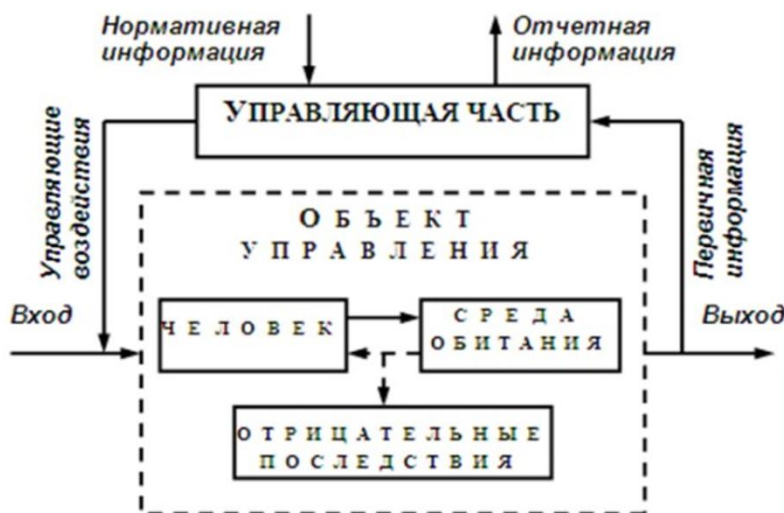 Нормативная
информация
Отчетная
информация
УПРАВЛЯЮЩАЯ ЧАСТЬ
Управляющие
воздействия
Первичная
информация
ОБЪЕКТ
УПРАВЛЕНИЯ
Вход
Выход
ЧЕЛОВЕК
СРЕДА
ОБИТАНИЯ
ОТРИЦАТЕЛЬНЫЕ
ПОСЛЕДСТВИЯ